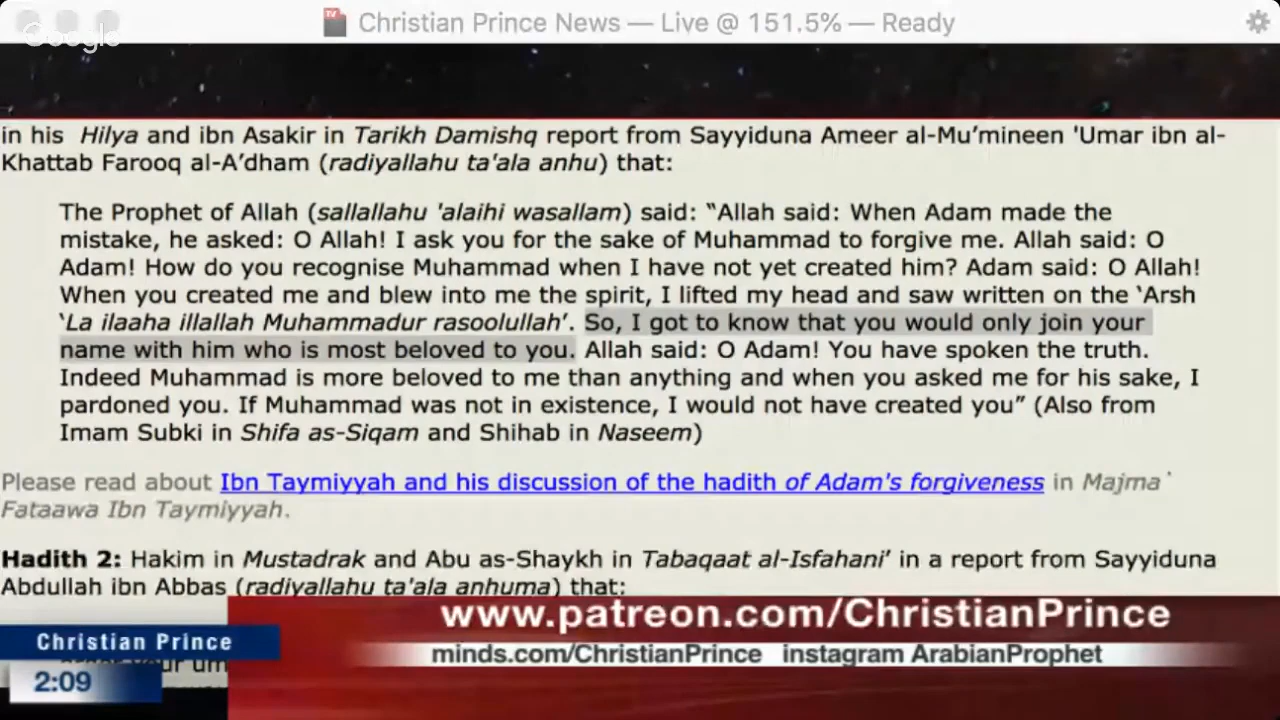 Christian Prince News — Live @ 151.5% — Ready
Google
in his Hilya and ibn Asakir in Tarikh Damishq report from Sayyiduna Ameer al-Mu’mineen 'Umar ibn al-
Khattab Farooq al-A’dham (radiyallahu ta'ala anhu) that:
The Prophet of Allah (sallallahu 'alaihi wasallam) said: “Allah said: When Adam made the
mistake, he asked: O Allah! I ask you for the sake of Muhammad to forgive me. Allah said: O
Adam! How do you recognise Muhammad when I have not yet created him? Adam said: O Allah!
When you created me and blew into me the spirit, I lifted my head and saw written on the ‘Arsh
‘La ilaaha illallah Muhammadur rasoolullah’. So, I got to know that you would only join your
name with him who is most beloved to you. Allah said: O Adam! You have spoken the truth.
Indeed Muhammad is more beloved to me than anything and when you asked me for his sake, I
pardoned you. If Muhammad was not in existence, I would not have created you” (Also from
Imam Subki in Shifa as-Siqam and Shihab in Naseem)
Please read about Ibn Taymiyyah and his discussion of the hadith of Adam's forgiveness in Majma`
Fataawa Ibn Taymiyyah.
Hadith 2: Hakim in Mustadrak and Abu as-Shaykh in Tabaqaat al-Isfahani’ in a report from Sayyiduna
Abdullah ibn Abbas (radiyallahu ta'ala anhuma) that:
www.patreon.com/ChristianPrince
Christian Prince
minds.com/ChristianPrince instagram ArabianProphet
2:09